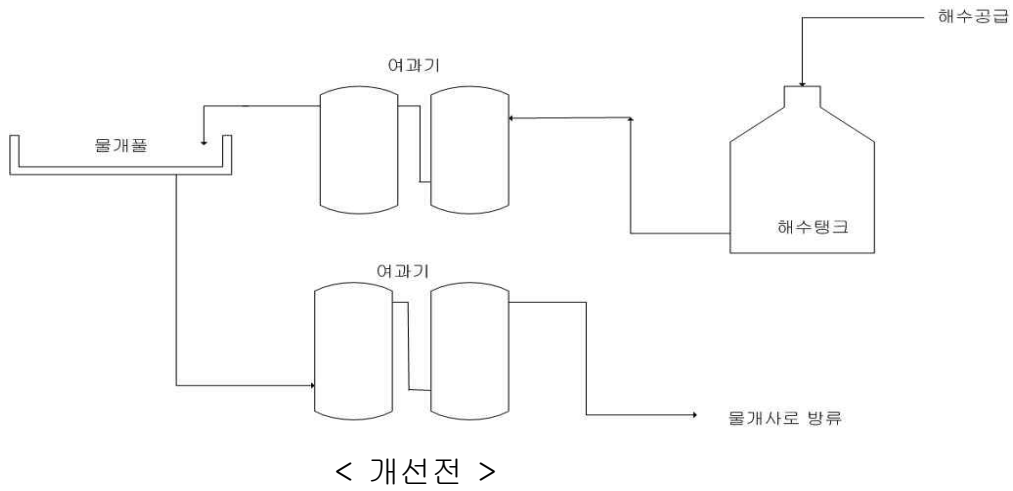 해수공급
여과기
물개풀
해수탱크
여과기
물개사로 방류
< 개선전 >